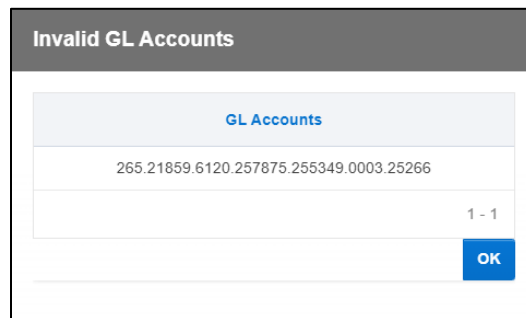 Invalid GL Accounts
GL Accounts
265.21859.6120.257875.255349.0003.25266
1 - 1
OK